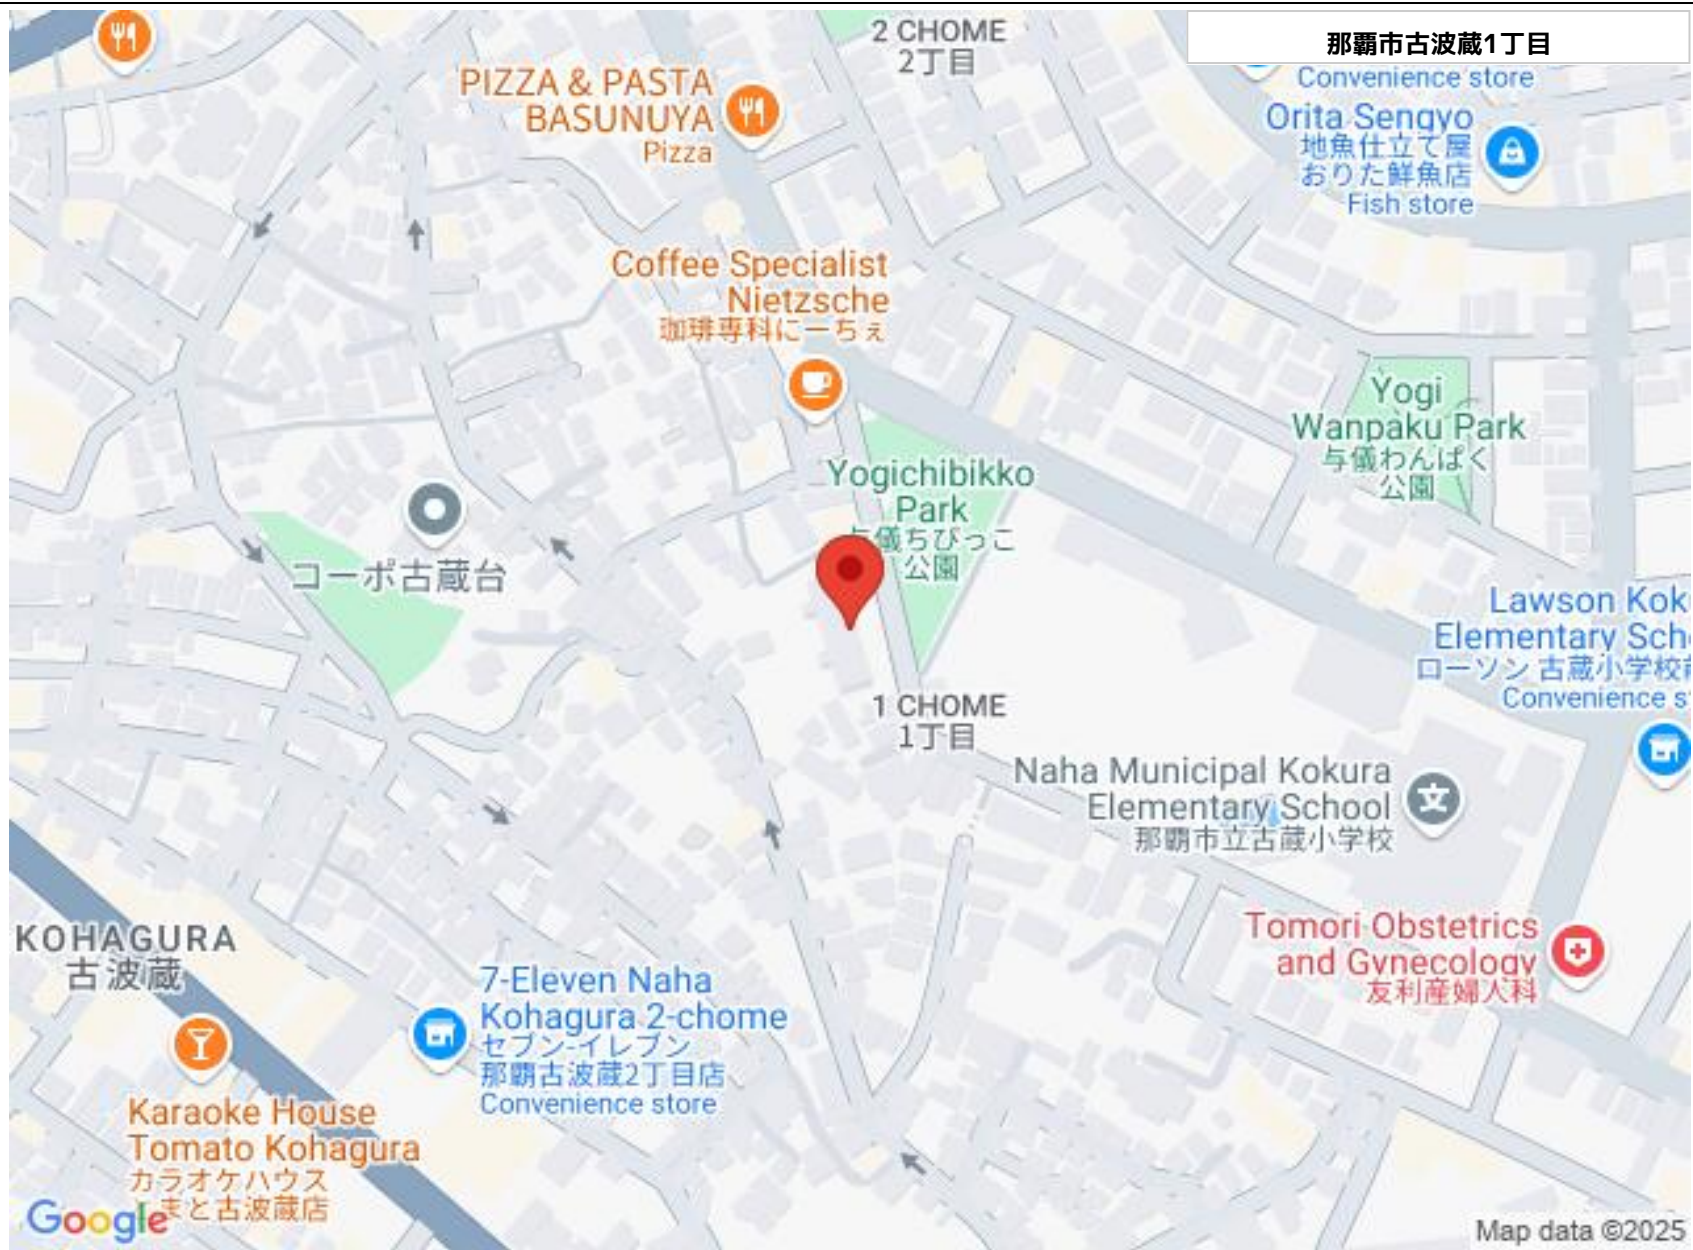 那覇市古波蔵1丁目
2 CHOME
2丁目
Convenience store
PIZZA & PASTA
BASUNUYA
Pizza
Orita Sengyo
地魚仕立て屋
おりた鮮魚店
Fish store
Coffee Specialist
Nietzsche
珈琲専科にーちぇ
Yogi
Wanpaku Park
与儀わんぱく
公園
Yogichibikko
Park
与儀ちびっこ
公園
コーポ古蔵台
Lawson Kok
Elementary Sch
ローソン 古蔵小学校前
Convenience s
1 CHOME
1丁目
Naha Municipal Kokura
Elementary School
那覇市立古蔵小学校
文
Tomori Obstetrics
and Gynecology
友利産婦人科
KOHAGURA
古波蔵
7-Eleven Naha
Kohagura 2-chome
セブン-イレブン
那覇古波蔵2丁目店
Convenience store
Karaoke House
Tomato Kohagura
カラオケハウス
まと古波蔵店
Google
Map data ©2025